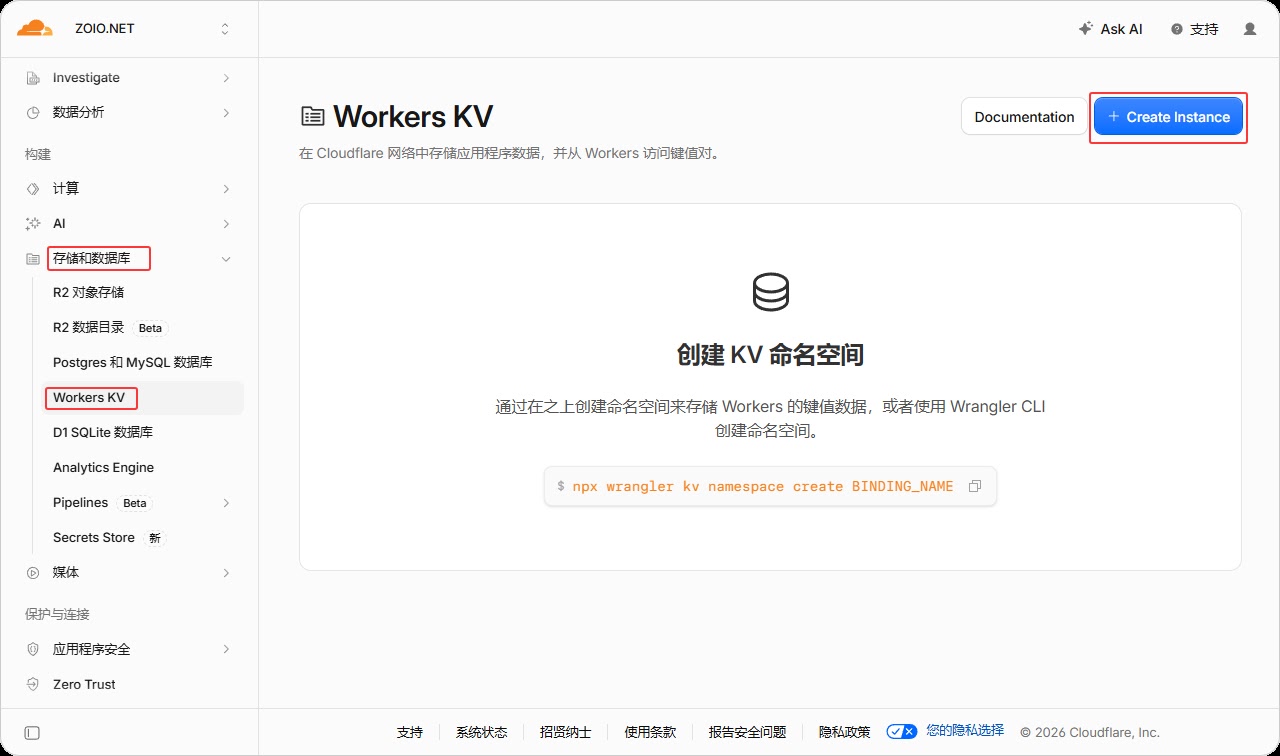 ZOIO.NET
Ask AI
支持
Investigate
数据分析
构建
计算
AI
存储和数据库
R2 对象存储
R2 数据目录 Beta
Postgres 和 MySQL 数据库
Workers KV
D1 SQLite 数据库
Analytics Engine
Pipelines Beta
Secrets Store 新
媒体
保护与连接
应用程序安全
Zero Trust
Workers KV
Documentation
+ Create Instance
在 Cloudflare 网络中存储应用程序数据，并从 Workers 访问键值对。
创建 KV 命名空间
通过在之上创建命名空间来存储 Workers 的键值数据，或者使用 Wrangler CLI
创建命名空间。
$ npx wrangler kv namespace create BINDING_NAME
支持 系统状态 招贤纳士 使用条款 报告安全问题 隐私政策 您的隐私选择 © 2026 Cloudflare, Inc.